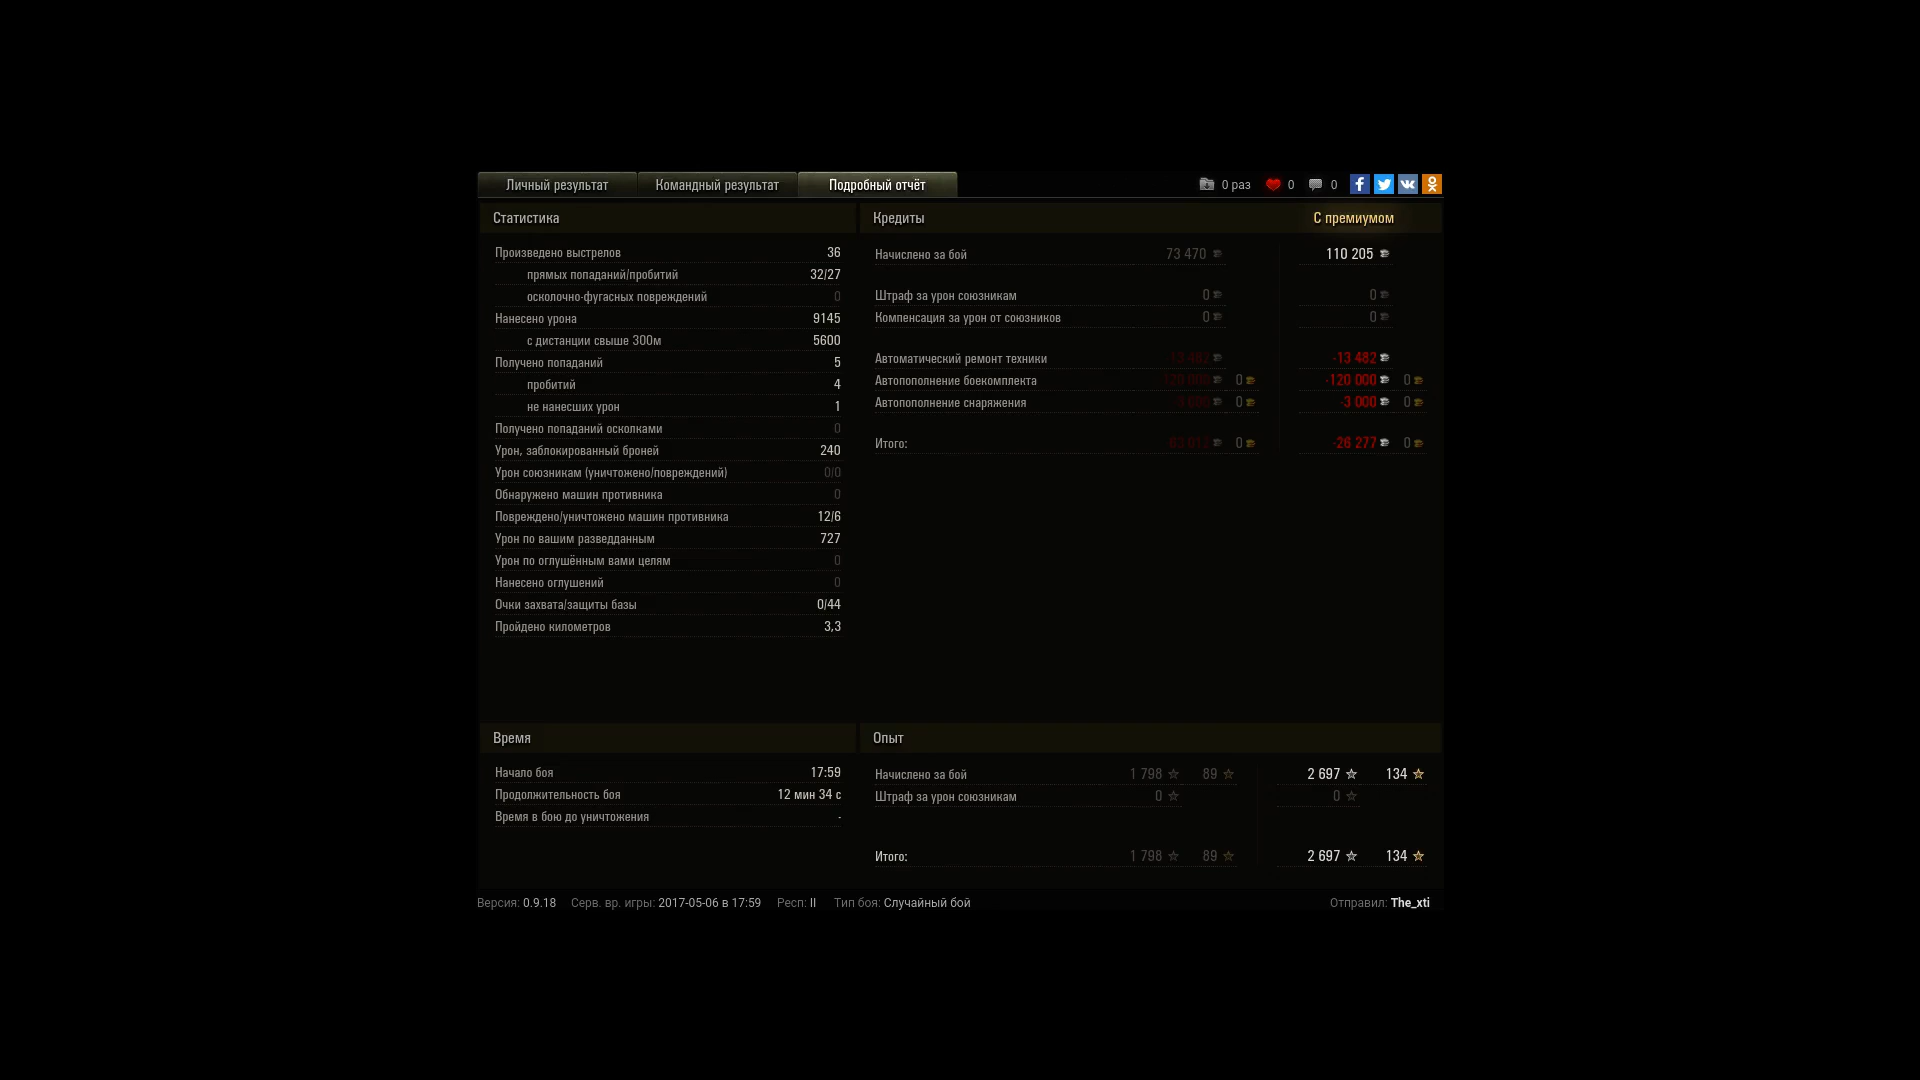 Личный результат Командный результат Подробный отчёт 0 раз 0 0
Статистика
Произведено выстрелов 36
прямых попаданий/пробитий 32/27
осколочно-фугасных повреждений 0
Нанесено урона 9145
с дистанции свыше 300м 5600
Получено попаданий 5
пробитий 4
не нанесших урон 1
Получено попаданий осколками 0
Урон, заблокированный броней 240
Урон союзникам (уничтожено/повреждений) 0/0
Обнаружено машин противника 0
Повреждено/уничтожено машин противника 12/6
Урон по вашим разведданным 727
Урон по оглушённым вами целям 0
Нанесено оглушений 0
Очки захвата/защиты базы 0/44
Пройдено километров 3,3
Кредиты С премиумом
Начислено за бой 73 470 110 205
Штраф за урон союзникам 0 0
Компенсация за урон от союзников 0 0
Автоматический ремонт техники -13 482 -13 482
Автопополнение боекомплекта -120 000 0 -120 000 0
Автопополнение снаряжения -3 000 0 -3 000 0
Итого: -63 012 0 -26 277 0
Время
Начало боя 17:59
Продолжительность боя 12 мин 34 с
Время в бою до уничтожения -
Опыт
Начислено за бой 1 798 89 2 697 134
Штраф за урон союзникам 0 0
Итого: 1 798 89 2 697 134
Версия: 0.9.18 Серв. вр. игры: 2017-05-06 в 17:59 Респ: II Тип боя: Случайный бой Отправил: The_xti